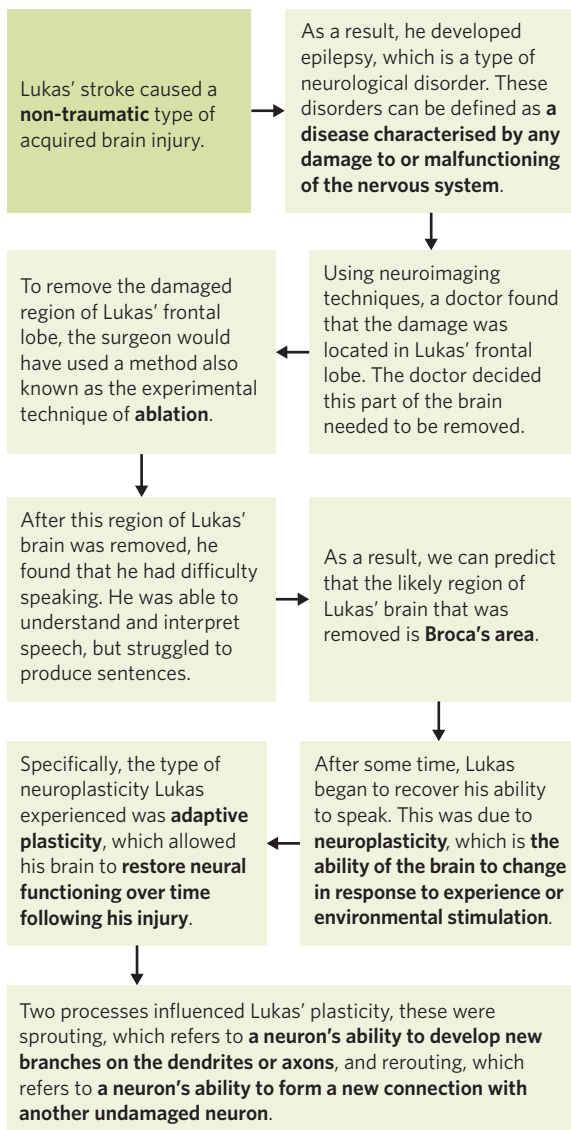 Lukas’ stroke caused a
non-traumatic type of
acquired brain injury.
As a result, he developed
epilepsy, which is a type of
neurological disorder. These
disorders can be defined as a
disease characterised by any
damage to or malfunctioning
of the nervous system.
Using neuroimaging
techniques, a doctor found
that the damage was
located in Lukas’ frontal
lobe. The doctor decided
this part of the brain
needed to be removed.
To remove the damaged
region of Lukas’ frontal
lobe, the surgeon would
have used a method also
known as the experimental
technique of ablation.
After this region of Lukas’
brain was removed, he
found that he had difficulty
speaking. He was able to
understand and interpret
speech, but struggled to
produce sentences.
As a result, we can predict
that the likely region of
Lukas’ brain that was
removed is Broca’s area.
After some time, Lukas
began to recover his ability
to speak. This was due to
neuroplasticity, which is the
ability of the brain to change
in response to experience or
environmental stimulation.
Specifically, the type of
neuroplasticity Lukas
experienced was adaptive
plasticity, which allowed
his brain to restore neural
functioning over time
following his injury.
Two processes influenced Lukas’ plasticity, these were
sprouting, which refers to a neuron’s ability to develop new
branches on the dendrites or axons, and rerouting, which
refers to a neuron’s ability to form a new connection with
another undamaged neuron.